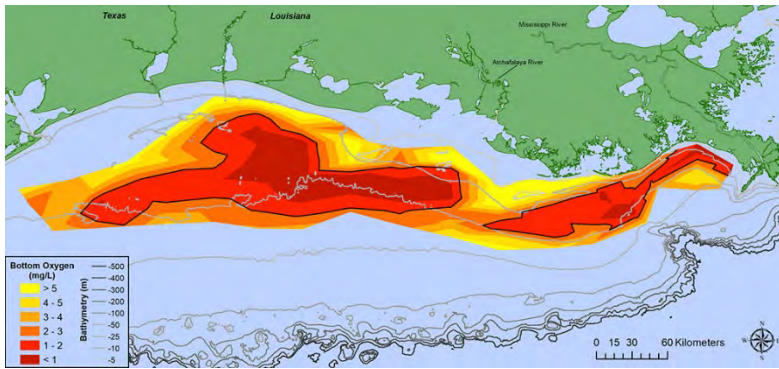 Texas
Louisiana
Mississippi River
Atchafalaya River
Bottom Oxygen
(mg/L)
> 5
4 - 5
3 - 4
2 - 3
1 - 2
< 1
Bathymetry (m)
-500
-400
-300
-200
-100
-50
-25
-10
-5
0 15 30 60 Kilometers
N
W
S